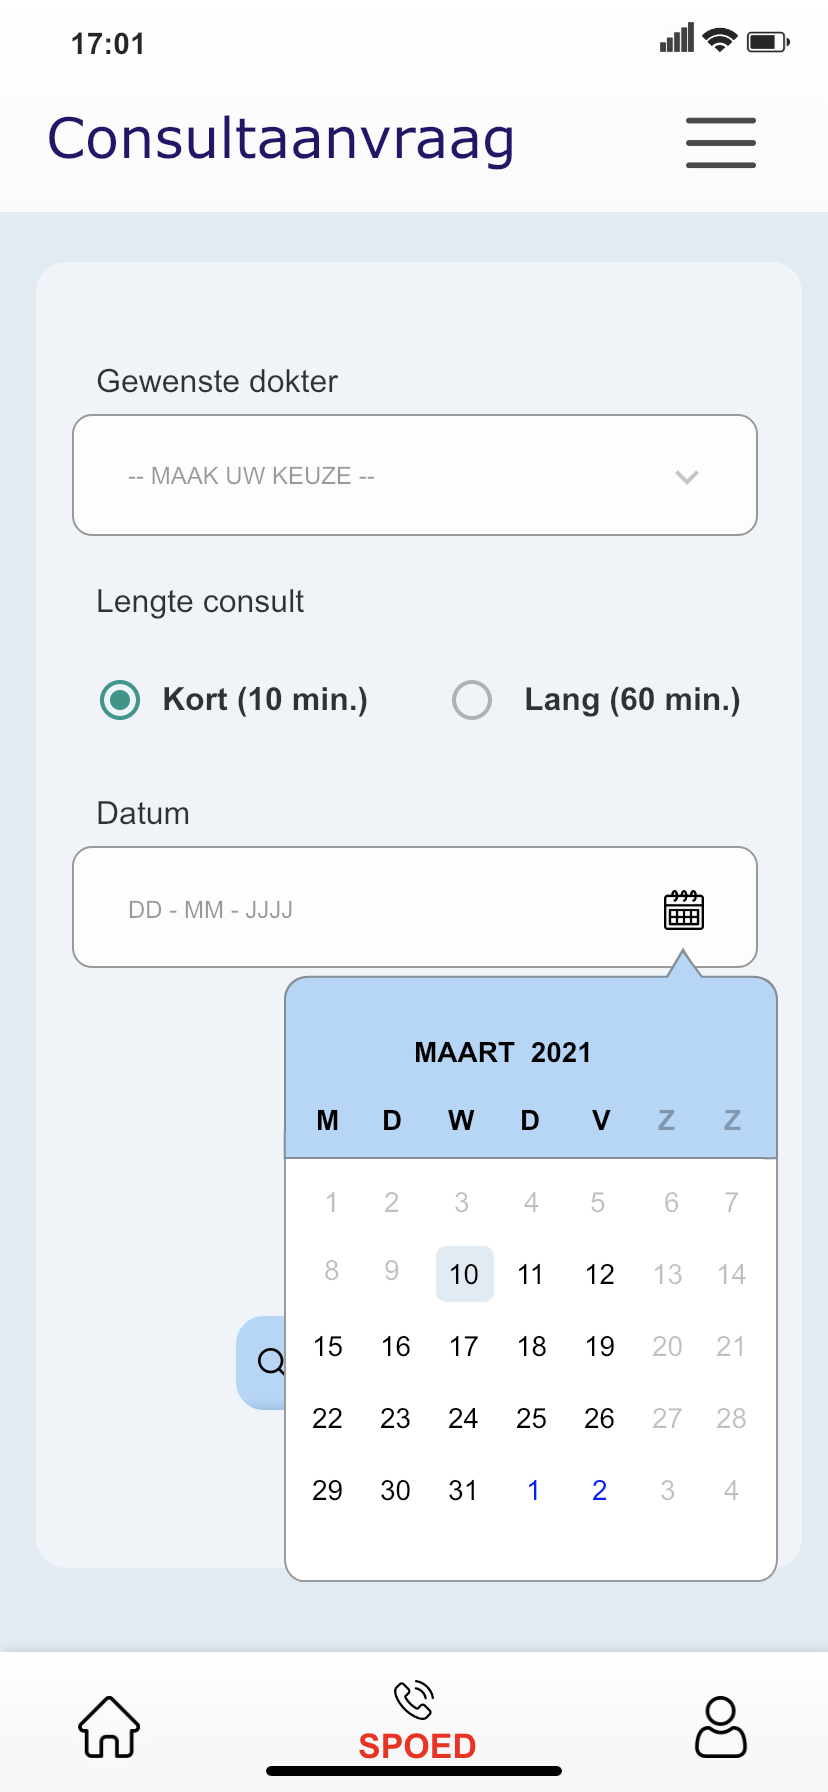 17:01
Consultaanvraag
Gewenste dokter
-- MAAK UW KEUZE --
Lengte consult
Kort (10 min.) Lang (60 min.)
Datum
DD - MM - JJJJ
MAART 2021
M D W D V Z Z
1 2 3 4 5 6 7
8 9 10 11 12 13 14
15 16 17 18 19 20 21
22 23 24 25 26 27 28
29 30 31 1 2 3 4
SPOED